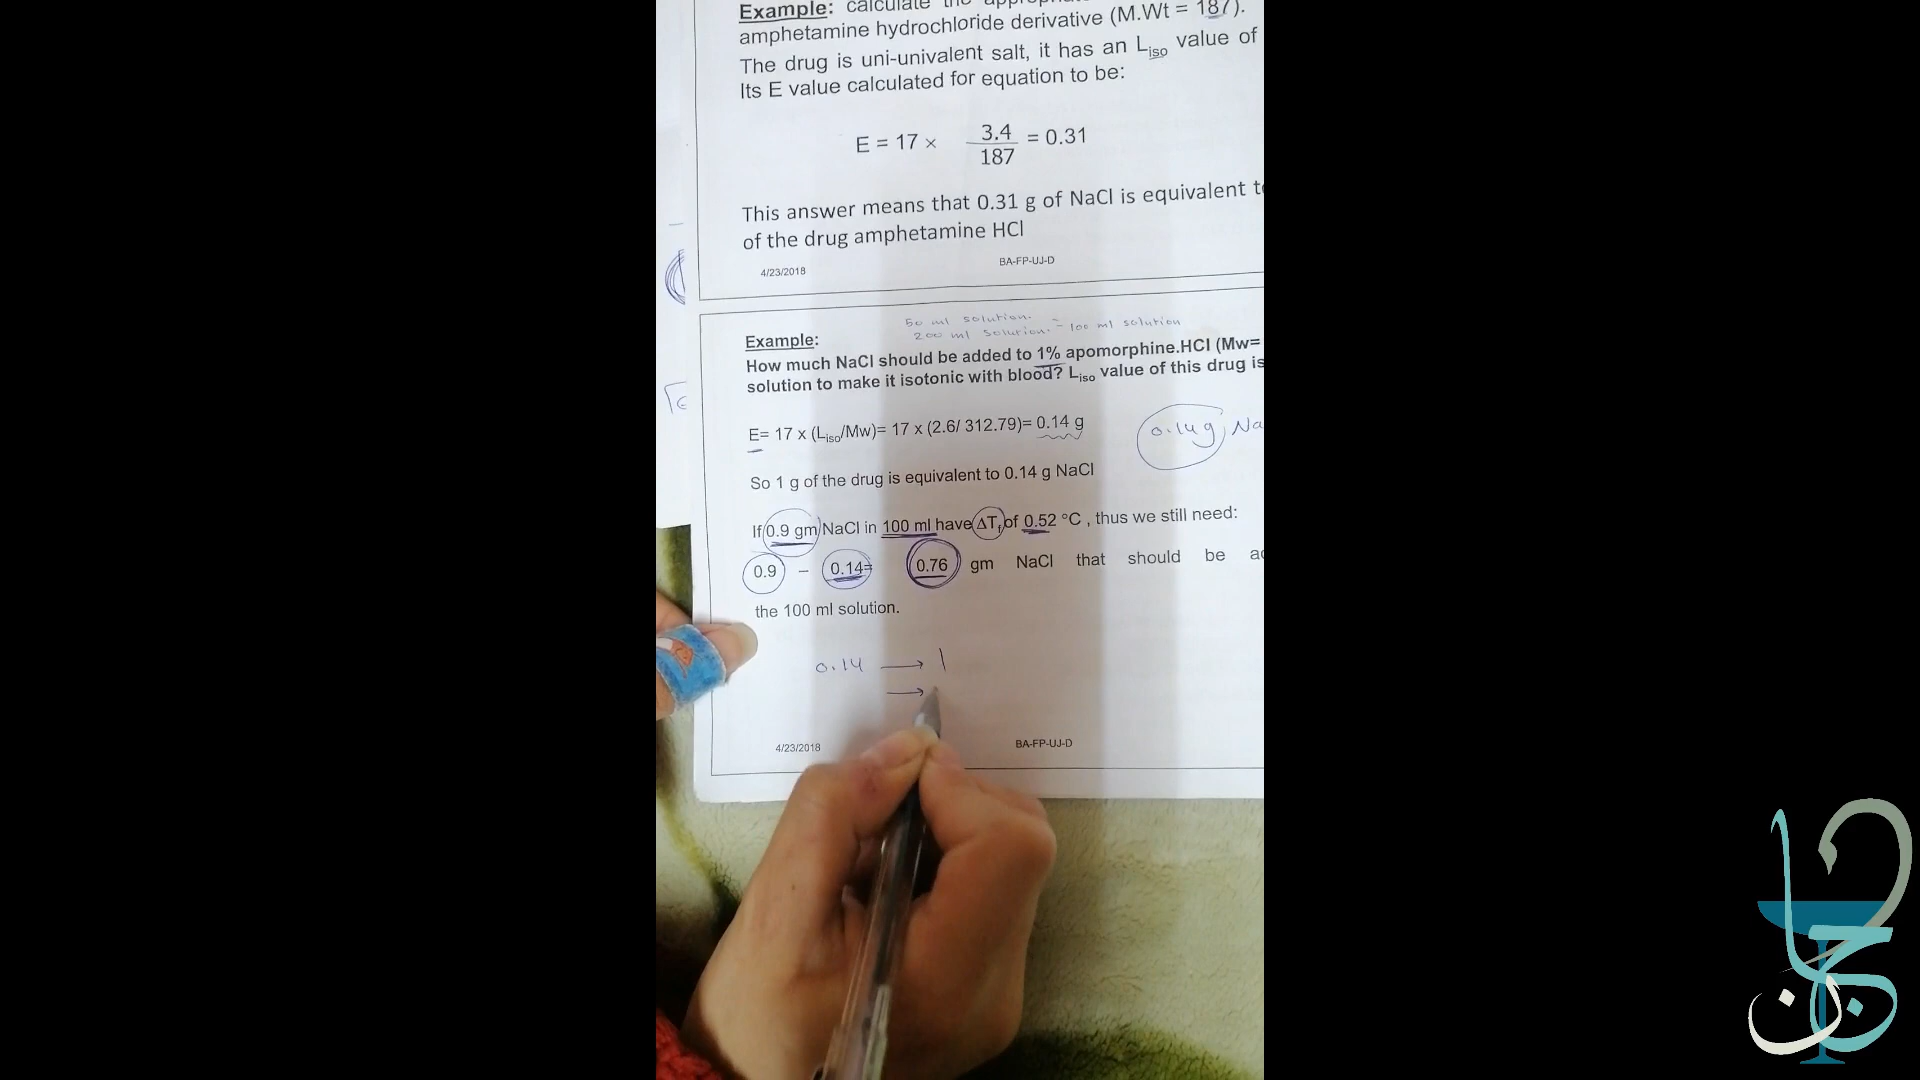 Example: calculate the
amphetamine hydrochloride derivative (M.Wt = 187).
The drug is uni-univalent salt, it has an Liso value of
Its E value calculated for equation to be:
E = 17 × 3.4 / 187 = 0.31
This answer means that 0.31 g of NaCl is equivalent
of the drug amphetamine HCl
4/23/2018 BA-FP-UJ-D
50 ml solution.
200 ml solution. - 100 ml solution
Example:
How much NaCl should be added to 1% apomorphine.HCl (Mw=
solution to make it isotonic with blood? Liso value of this drug is
E= 17 x (Liso/Mw)= 17 x (2.6/ 312.79)= 0.14 g
0.14g Na
So 1 g of the drug is equivalent to 0.14 g NaCl
If 0.9 gm NaCl in 100 ml have ΔTf of 0.52 °C , thus we still need:
0.9 – 0.14= 0.76 gm NaCl that should be
the 100 ml solution.
0.14 → 1
→
4/23/2018 BA-FP-UJ-D